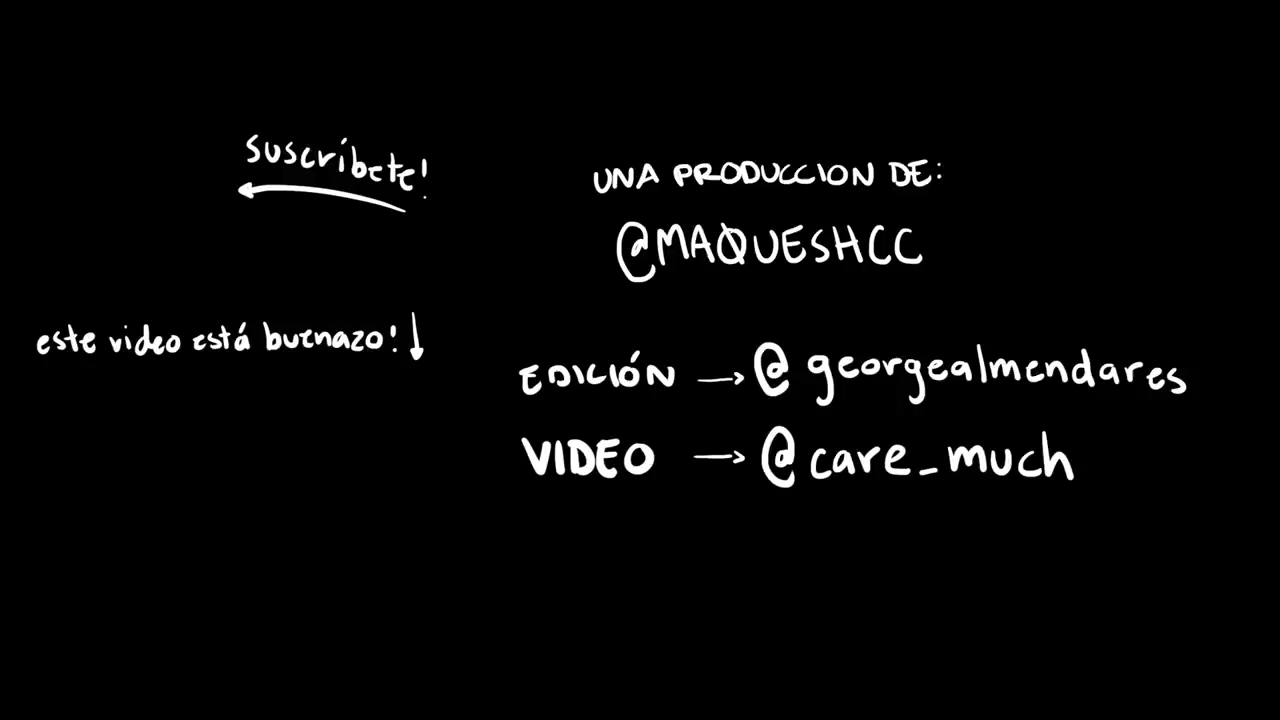 suscríbete!
este video está buenazo!
UNA PRODUCCION DE:
@MAQUESHCC
EDICIÓN → @georgealmendares
VIDEO → @care_much